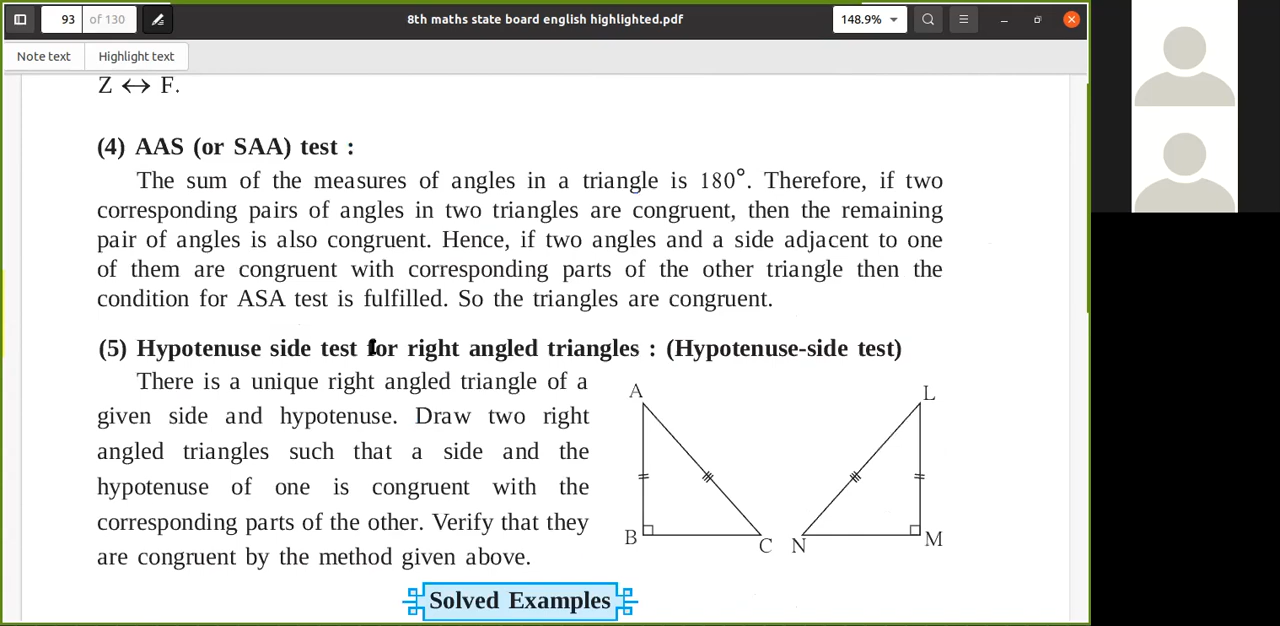 93 of 130
8th maths state board english highlighted.pdf
148.9%
Note text
Highlight text
Z ↔ F.
(4) AAS (or SAA) test :
The sum of the measures of angles in a triangle is 180°. Therefore, if two
corresponding pairs of angles in two triangles are congruent, then the remaining
pair of angles is also congruent. Hence, if two angles and a side adjacent to one
of them are congruent with corresponding parts of the other triangle then the
condition for ASA test is fulfilled. So the triangles are congruent.
(5) Hypotenuse side test for right angled triangles : (Hypotenuse-side test)
There is a unique right angled triangle of a
given side and hypotenuse. Draw two right
angled triangles such that a side and the
hypotenuse of one is congruent with the
corresponding parts of the other. Verify that they
are congruent by the method given above.
A
B
C
L
N
M
Solved Examples